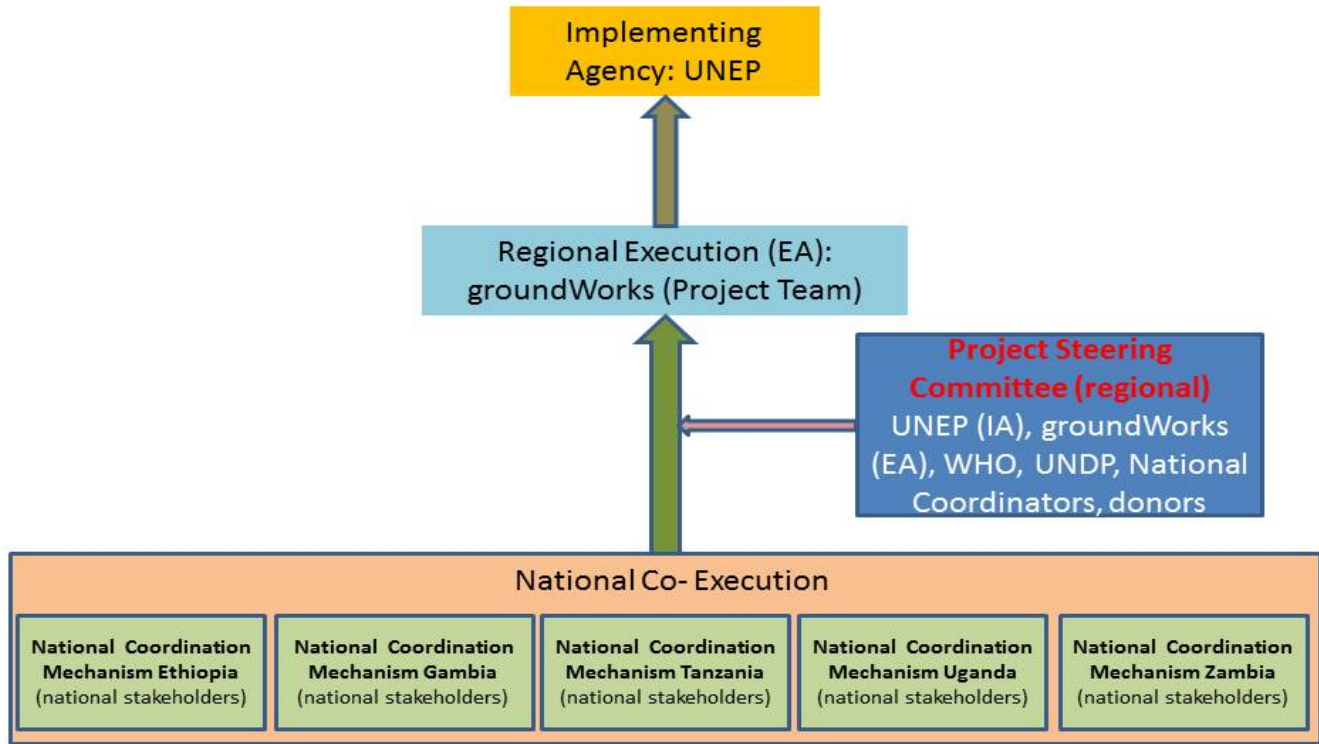 Implementing
Agency: UNEP
Regional Execution (EA):
groundWorks (Project Team)
Project Steering
Committee (regional)
UNEP (IA), groundWorks
(EA), WHO, UNDP, National
Coordinators, donors
National Co- Execution
National Coordination
Mechanism Ethiopia
(national stakeholders)
National Coordination
Mechanism Gambia
(national stakeholders)
National Coordination
Mechanism Tanzania
(national stakeholders)
National Coordination
Mechanism Uganda
(national stakeholders)
National Coordination
Mechanism Zambia
(national stakeholders)